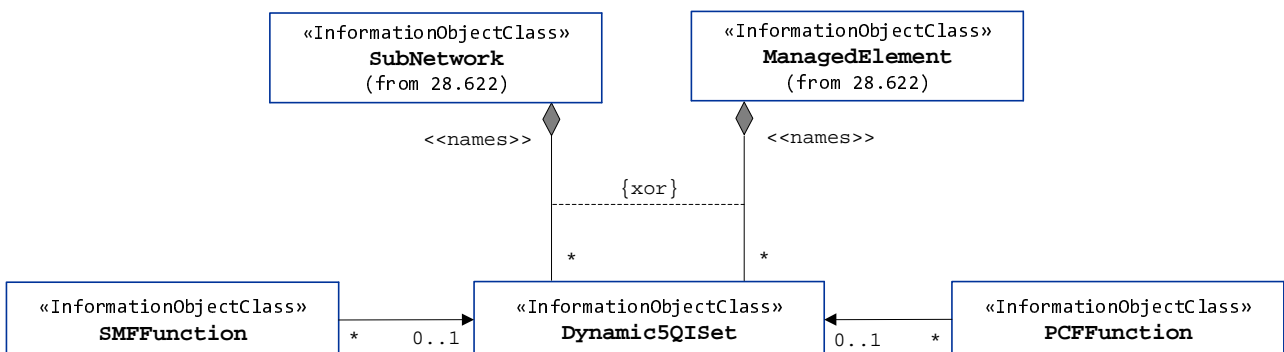 «InformationObjectClass»
SubNetwork
(from 28.622)
«InformationObjectClass»
ManagedElement
(from 28.622)
<<names>>
<<names>>
{xor}
*
*
«InformationObjectClass»
SMFFunction
* 0..1
«InformationObjectClass»
Dynamic5QISet
0..1 *
«InformationObjectClass»
PCFFunction